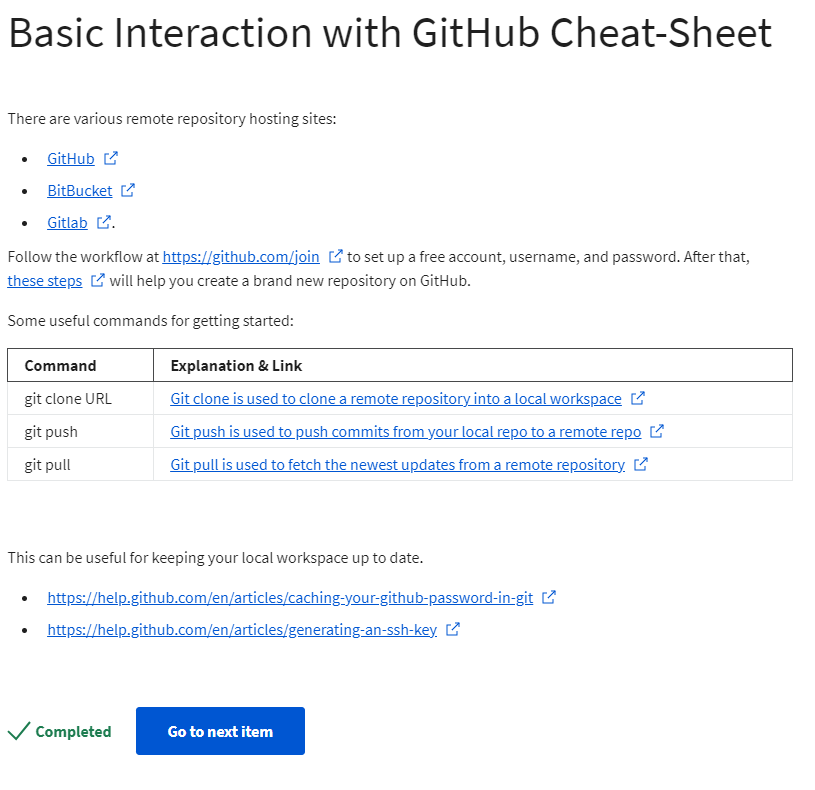 Basic Interaction with GitHub Cheat-Sheet
There are various remote repository hosting sites:
• GitHub
• BitBucket
• Gitlab .
Follow the workflow at https://github.com/join to set up a free account, username, and password. After that,
these steps will help you create a brand new repository on GitHub.
Some useful commands for getting started:
Command Explanation & Link
git clone URL Git clone is used to clone a remote repository into a local workspace
git push Git push is used to push commits from your local repo to a remote repo
git pull Git pull is used to fetch the newest updates from a remote repository
This can be useful for keeping your local workspace up to date.
• https://help.github.com/en/articles/caching-your-github-password-in-git
• https://help.github.com/en/articles/generating-an-ssh-key
Completed Go to next item